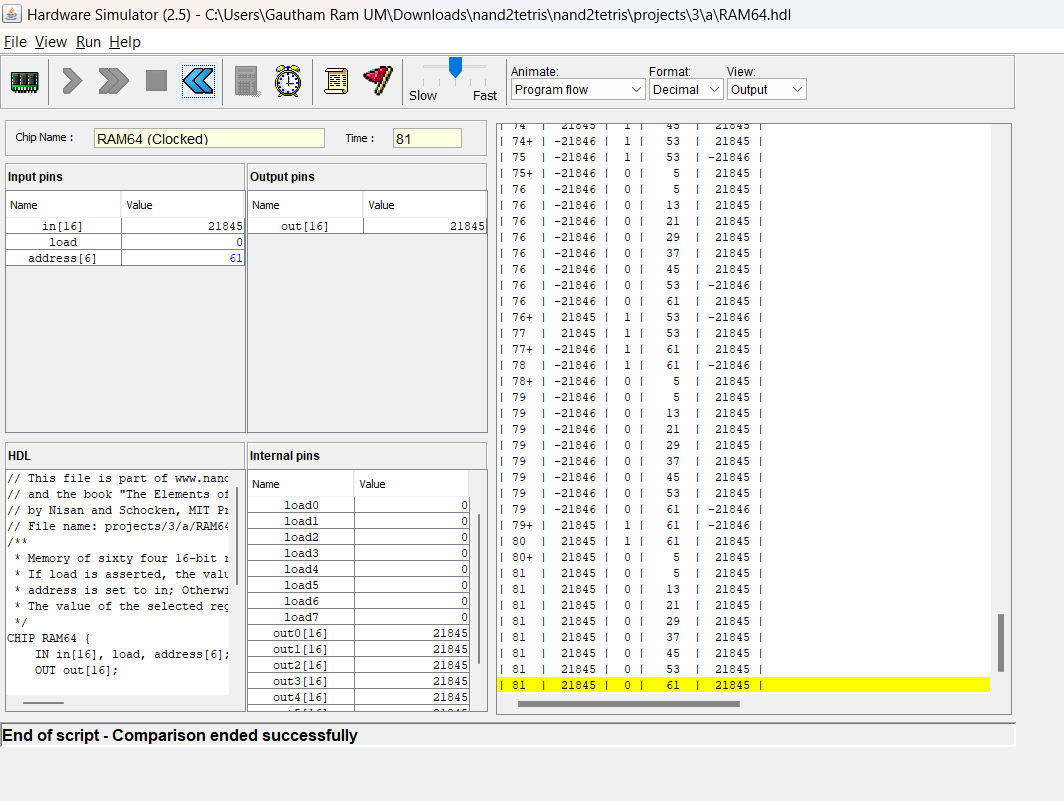 Hardware Simulator (2.5) - C:\Users\Gautham Ram UM\Downloads\nand2tetris\nand2tetris\projects\3\a\RAM64.hdl
File View Run Help
Slow Fast
Animate: Format: View:
Program flow Decimal Output
Chip Name : RAM64 (Clocked) Time : 81
Input pins
Name Value
in[16] 21845
load 0
address[6] 61
Output pins
Name Value
out[16] 21845
HDL
// This file is part of www.nand
// and the book "The Elements of
// by Nisan and Schocken, MIT Pr
// File name: projects/3/a/RAM64
/**
* Memory of sixty four 16-bit r
* If load is asserted, the valu
* address is set to in; Otherwi
* The value of the selected reg
*/
CHIP RAM64 {
IN in[16], load, address[6];
OUT out[16];
Internal pins
Name Value
load0 0
load1 0
load2 0
load3 0
load4 0
load5 0
load6 0
load7 0
out0[16] 21845
out1[16] 21845
out2[16] 21845
out3[16] 21845
out4[16] 21845
| 74 | 21845 | 1 | 45 | 21845 |
| 74+ | -21846 | 1 | 53 | 21845 |
| 75 | -21846 | 1 | 53 | -21846 |
| 75+ | -21846 | 0 | 5 | 21845 |
| 76 | -21846 | 0 | 5 | 21845 |
| 76 | -21846 | 0 | 13 | 21845 |
| 76 | -21846 | 0 | 21 | 21845 |
| 76 | -21846 | 0 | 29 | 21845 |
| 76 | -21846 | 0 | 37 | 21845 |
| 76 | -21846 | 0 | 45 | 21845 |
| 76 | -21846 | 0 | 53 | -21846 |
| 76 | -21846 | 0 | 61 | 21845 |
| 76+ | 21845 | 1 | 53 | -21846 |
| 77 | 21845 | 1 | 53 | 21845 |
| 77+ | -21846 | 1 | 61 | 21845 |
| 78 | -21846 | 1 | 61 | -21846 |
| 78+ | -21846 | 0 | 5 | 21845 |
| 79 | -21846 | 0 | 5 | 21845 |
| 79 | -21846 | 0 | 13 | 21845 |
| 79 | -21846 | 0 | 21 | 21845 |
| 79 | -21846 | 0 | 29 | 21845 |
| 79 | -21846 | 0 | 37 | 21845 |
| 79 | -21846 | 0 | 45 | 21845 |
| 79 | -21846 | 0 | 53 | 21845 |
| 79 | -21846 | 0 | 61 | -21846 |
| 79+ | 21845 | 1 | 61 | -21846 |
| 80 | 21845 | 1 | 61 | 21845 |
| 80+ | 21845 | 0 | 5 | 21845 |
| 81 | 21845 | 0 | 5 | 21845 |
| 81 | 21845 | 0 | 13 | 21845 |
| 81 | 21845 | 0 | 21 | 21845 |
| 81 | 21845 | 0 | 29 | 21845 |
| 81 | 21845 | 0 | 37 | 21845 |
| 81 | 21845 | 0 | 45 | 21845 |
| 81 | 21845 | 0 | 53 | 21845 |
| 81 | 21845 | 0 | 61 | 21845 |
End of script - Comparison ended successfully